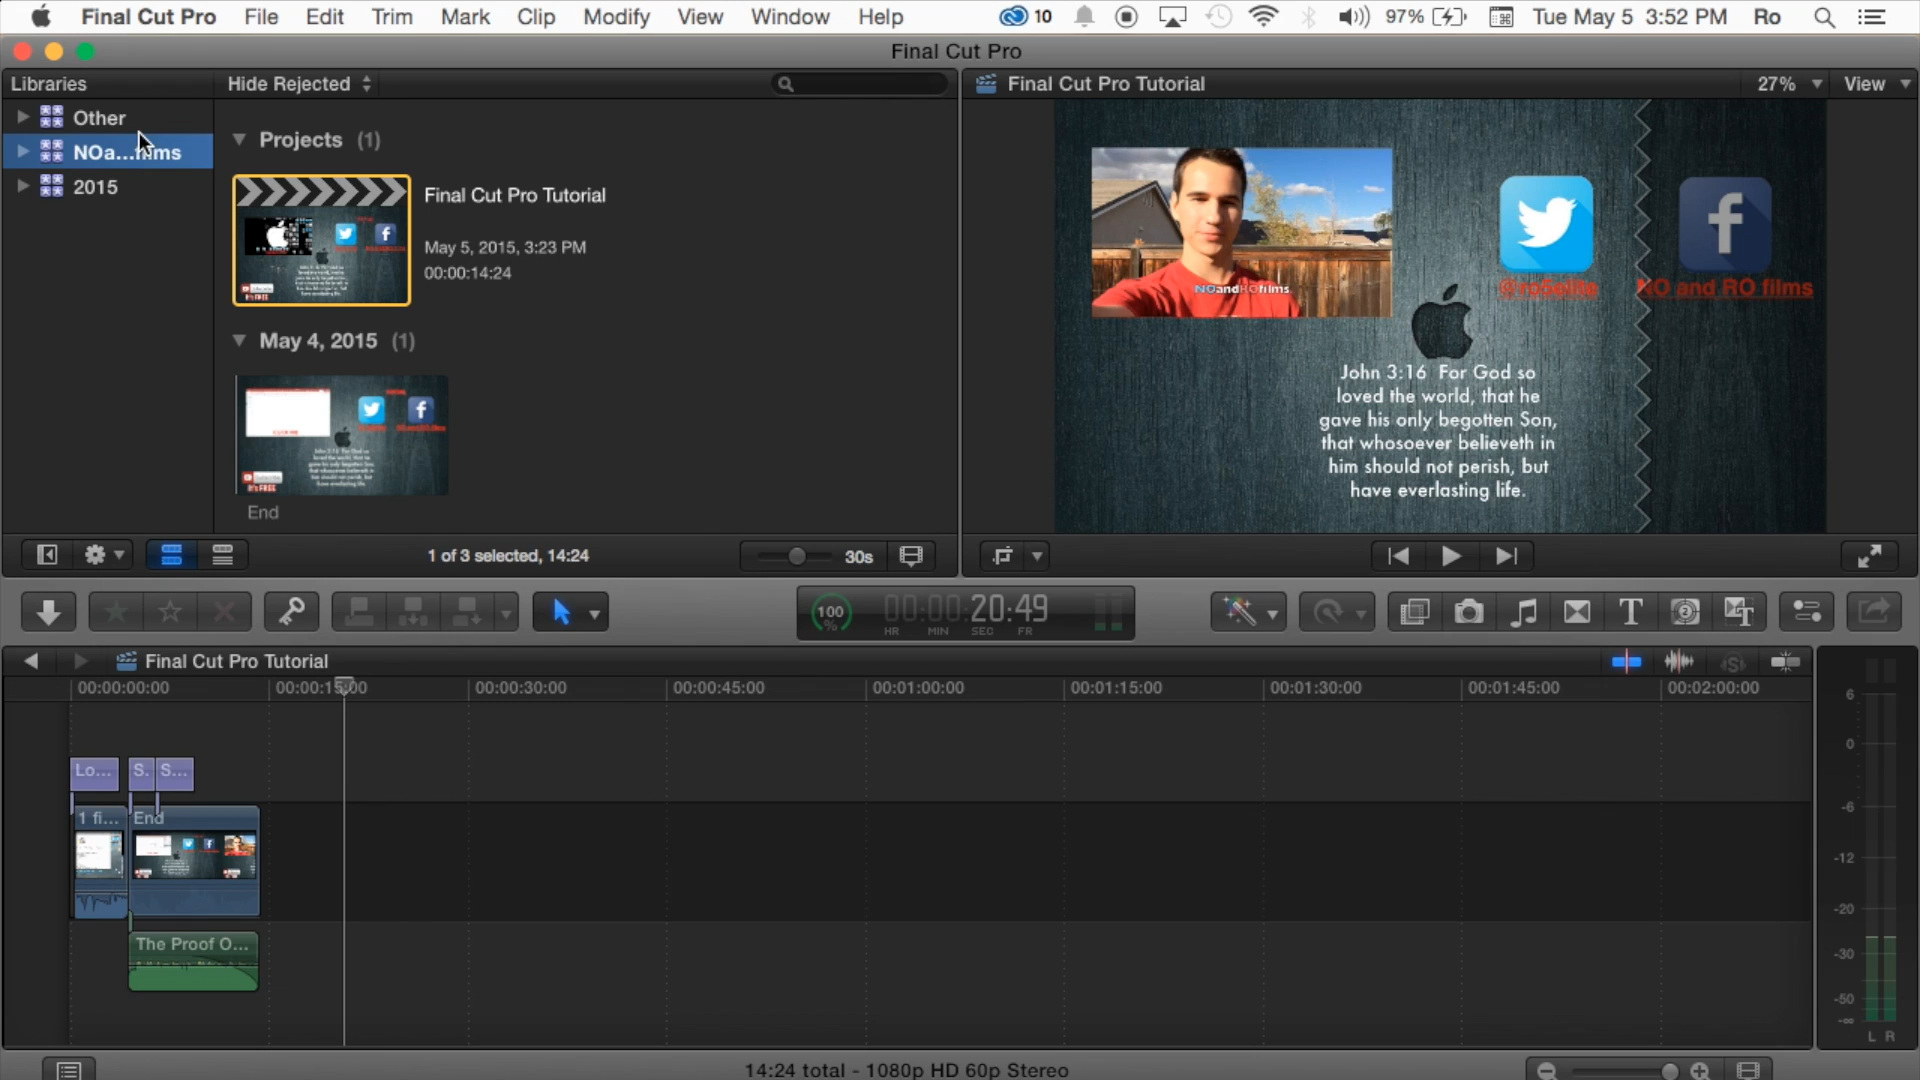 Final Cut Pro File Edit Trim Mark Clip Modify View Window Help 10 97% Tue May 5 3:52 PM Ro
Final Cut Pro
Libraries
Hide Rejected
Final Cut Pro Tutorial
27%
View
Other
NOa...films
2015
Projects (1)
Final Cut Pro Tutorial
May 5, 2015, 3:23 PM
00:00:14:24
May 4, 2015 (1)
End
NOandROfilms
@ro5elite
NO and RO films
John 3:16 For God so
loved the world, that he
gave his only begotten Son,
that whosoever believeth in
him should not perish, but
have everlasting life.
1 of 3 selected, 14:24
30s
100
%
00:00:20:49
HR MIN SEC FR
Final Cut Pro Tutorial
00:00:00:00 00:00:15:00 00:00:30:00 00:00:45:00 00:01:00:00 00:01:15:00 00:01:30:00 00:01:45:00 00:02:00:00
Lo... S. S...
1 fi... End
The Proof O...
6
0
-6
-12
-20
-30
-50
-∞
L R
14:24 total - 1080p HD 60p Stereo